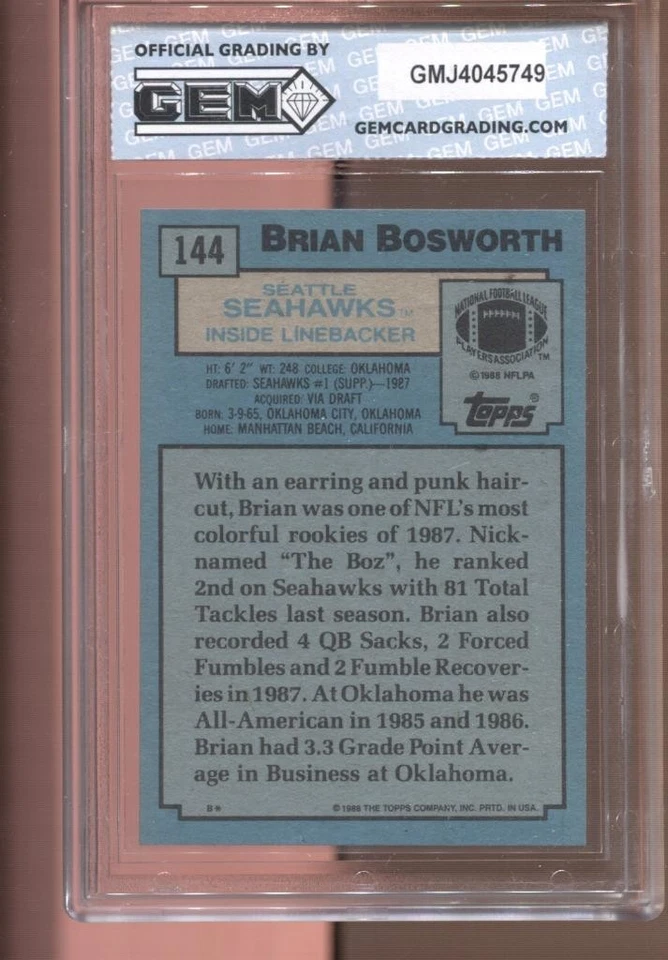 OFFICIAL GRADING BY
GEM
GMJ4045749
GEMCARDGRADING.COM
144
BRIAN BOSWORTH
SEATTLE
SEAHAWKS™
INSIDE LINEBACKER
NATIONAL FOOTBALL LEAGUE
PLAYERS ASSOCIATION™
© 1988 NFLPA
topps®
HT: 6' 2" WT: 248 COLLEGE: OKLAHOMA
DRAFTED: SEAHAWKS #1 (SUPP.)—1987
ACQUIRED: VIA DRAFT
BORN: 3-9-65, OKLAHOMA CITY, OKLAHOMA
HOME: MANHATTAN BEACH, CALIFORNIA
With an earring and punk hair-
cut, Brian was one of NFL's most
colorful rookies of 1987. Nick-
named "The Boz", he ranked
2nd on Seahawks with 81 Total
Tackles last season. Brian also
recorded 4 QB Sacks, 2 Forced
Fumbles and 2 Fumble Recover-
ies in 1987. At Oklahoma he was
All-American in 1985 and 1986.
Brian had 3.3 Grade Point Aver-
age in Business at Oklahoma.
B*
© 1988 THE TOPPS COMPANY, INC. PRTD. IN USA.